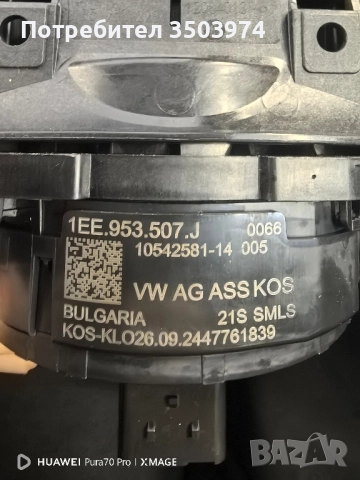 Потребител 3503974
1EE.953.507.J 0066
10542581-14 005
VW AG ASS KOS
BULGARIA 21S SMLS
KOS-KLO26.09.2447761839
HUAWEI Pura70 Pro | XMAGE
BAZAR